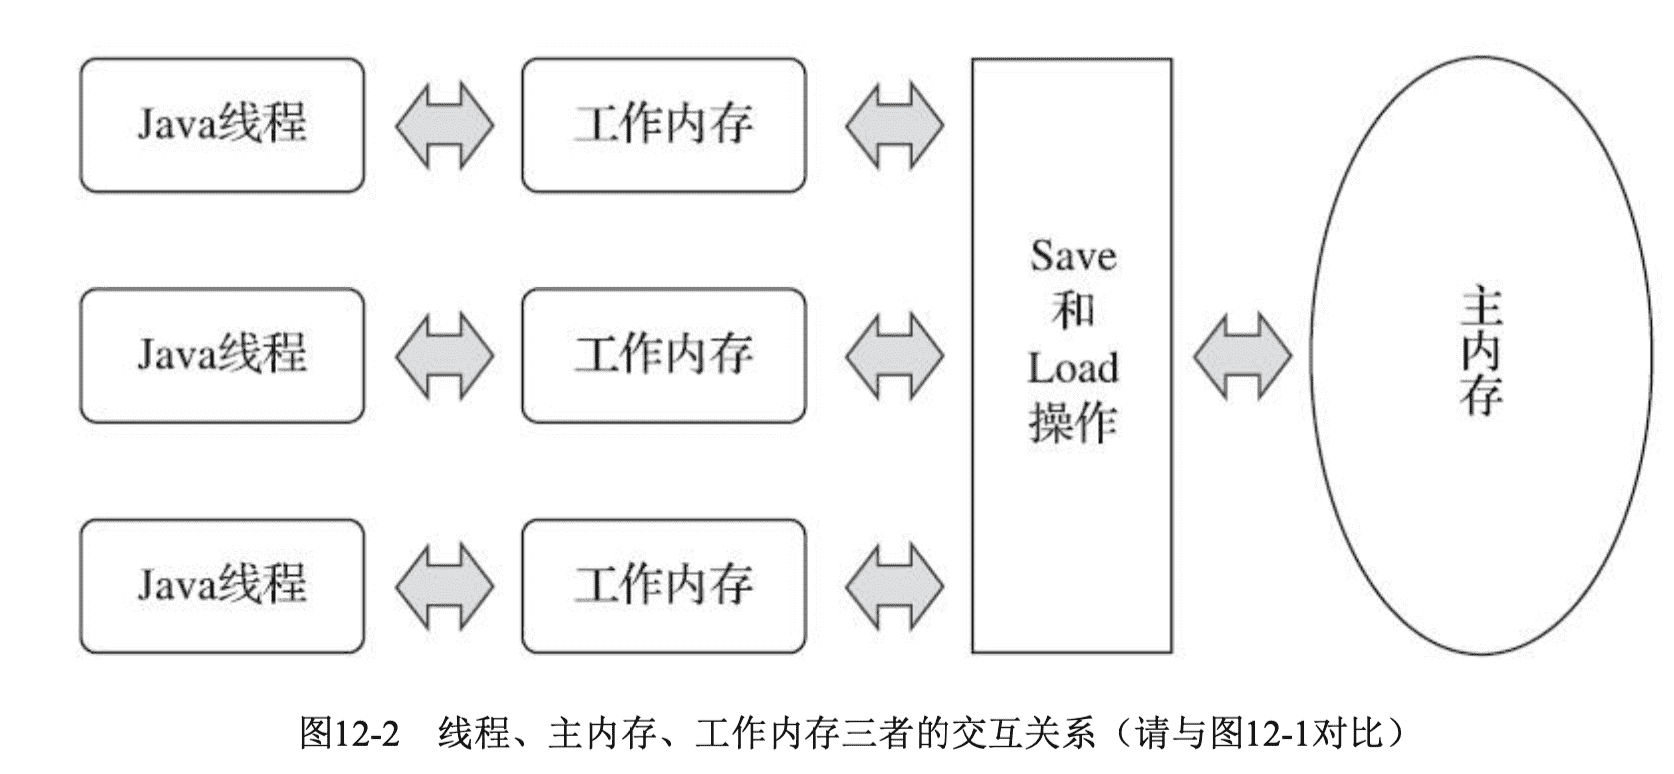 Java线程
工作内存
Java线程
工作内存
Java线程
工作内存
Save
和
Load
操作
主
内
存
图12-2 线程、主内存、工作内存三者的交互关系（请与图12-1对比）